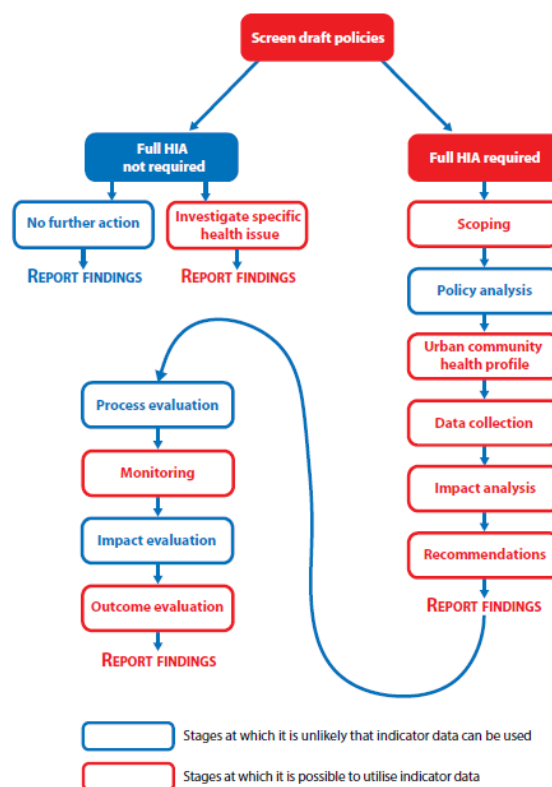 Screen draft policies
Full HIA
not required
Full HIA required
No further action
Investigate specific
health issue
REPORT FINDINGS
REPORT FINDINGS
Scoping
Policy analysis
Urban community
health profile
Data collection
Impact analysis
Recommendations
REPORT FINDINGS
Process evaluation
Monitoring
Impact evaluation
Outcome evaluation
REPORT FINDINGS
Stages at which it is unlikely that indicator data can be used
Stages at which it is possible to utilise indicator data